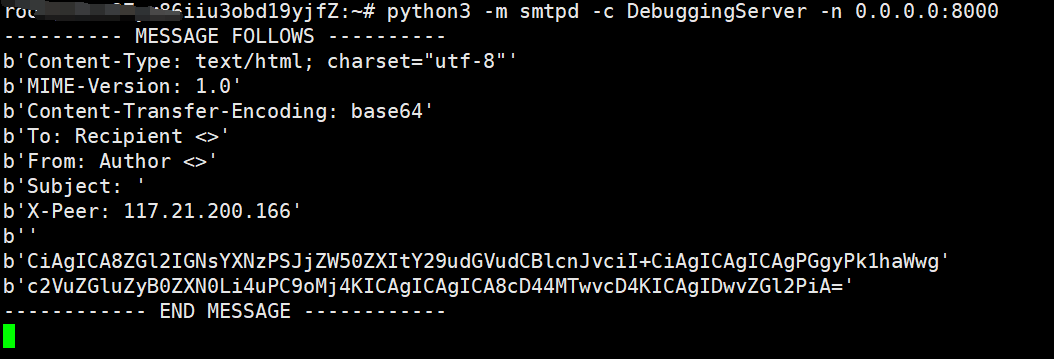 86iiu3obd19yjfZ:~# python3 -m smtpd -c DebuggingServer -n 0.0.0.0:8000
---------- MESSAGE FOLLOWS ----------
b'Content-Type: text/html; charset="utf-8"'
b'MIME-Version: 1.0'
b'Content-Transfer-Encoding: base64'
b'To: Recipient <>'
b'From: Author <>'
b'Subject: '
b'X-Peer: 117.21.200.166'
b''
b'CiAgICA8ZGl2IGNsYXNzPSJjZW50ZXItY29udGVudCBlcnJvciI+CiAgICAgICAgPGgyPk1haWwg'
b'c2VuZGluZyB0ZXN0Li4uPC9oMj4KICAgICAgICA8cD44MTwvcD4KICAgIDwvZGl2PiA='
------------ END MESSAGE ------------